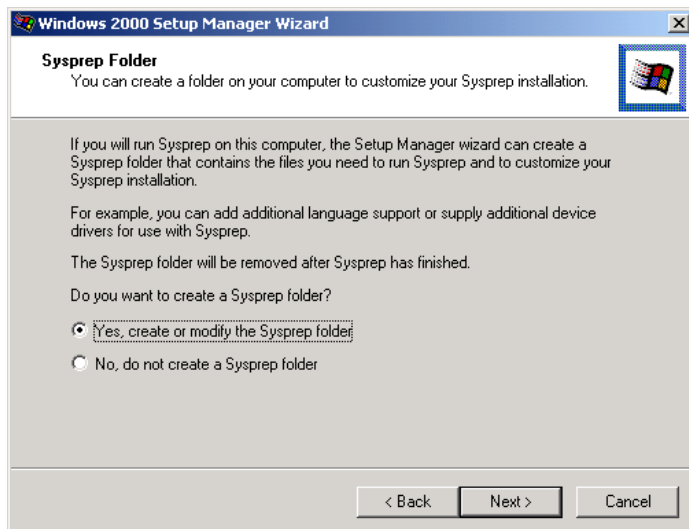 Windows 2000 Setup Manager Wizard
Sysprep Folder
You can create a folder on your computer to customize your Sysprep installation.
If you will run Sysprep on this computer, the Setup Manager wizard can create a
Sysprep folder that contains the files you need to run Sysprep and to customize your
Sysprep installation.
For example, you can add additional language support or supply additional device
drivers for use with Sysprep.
The Sysprep folder will be removed after Sysprep has finished.
Do you want to create a Sysprep folder?
Yes, create or modify the Sysprep folder
No, do not create a Sysprep folder
< Back Next > Cancel